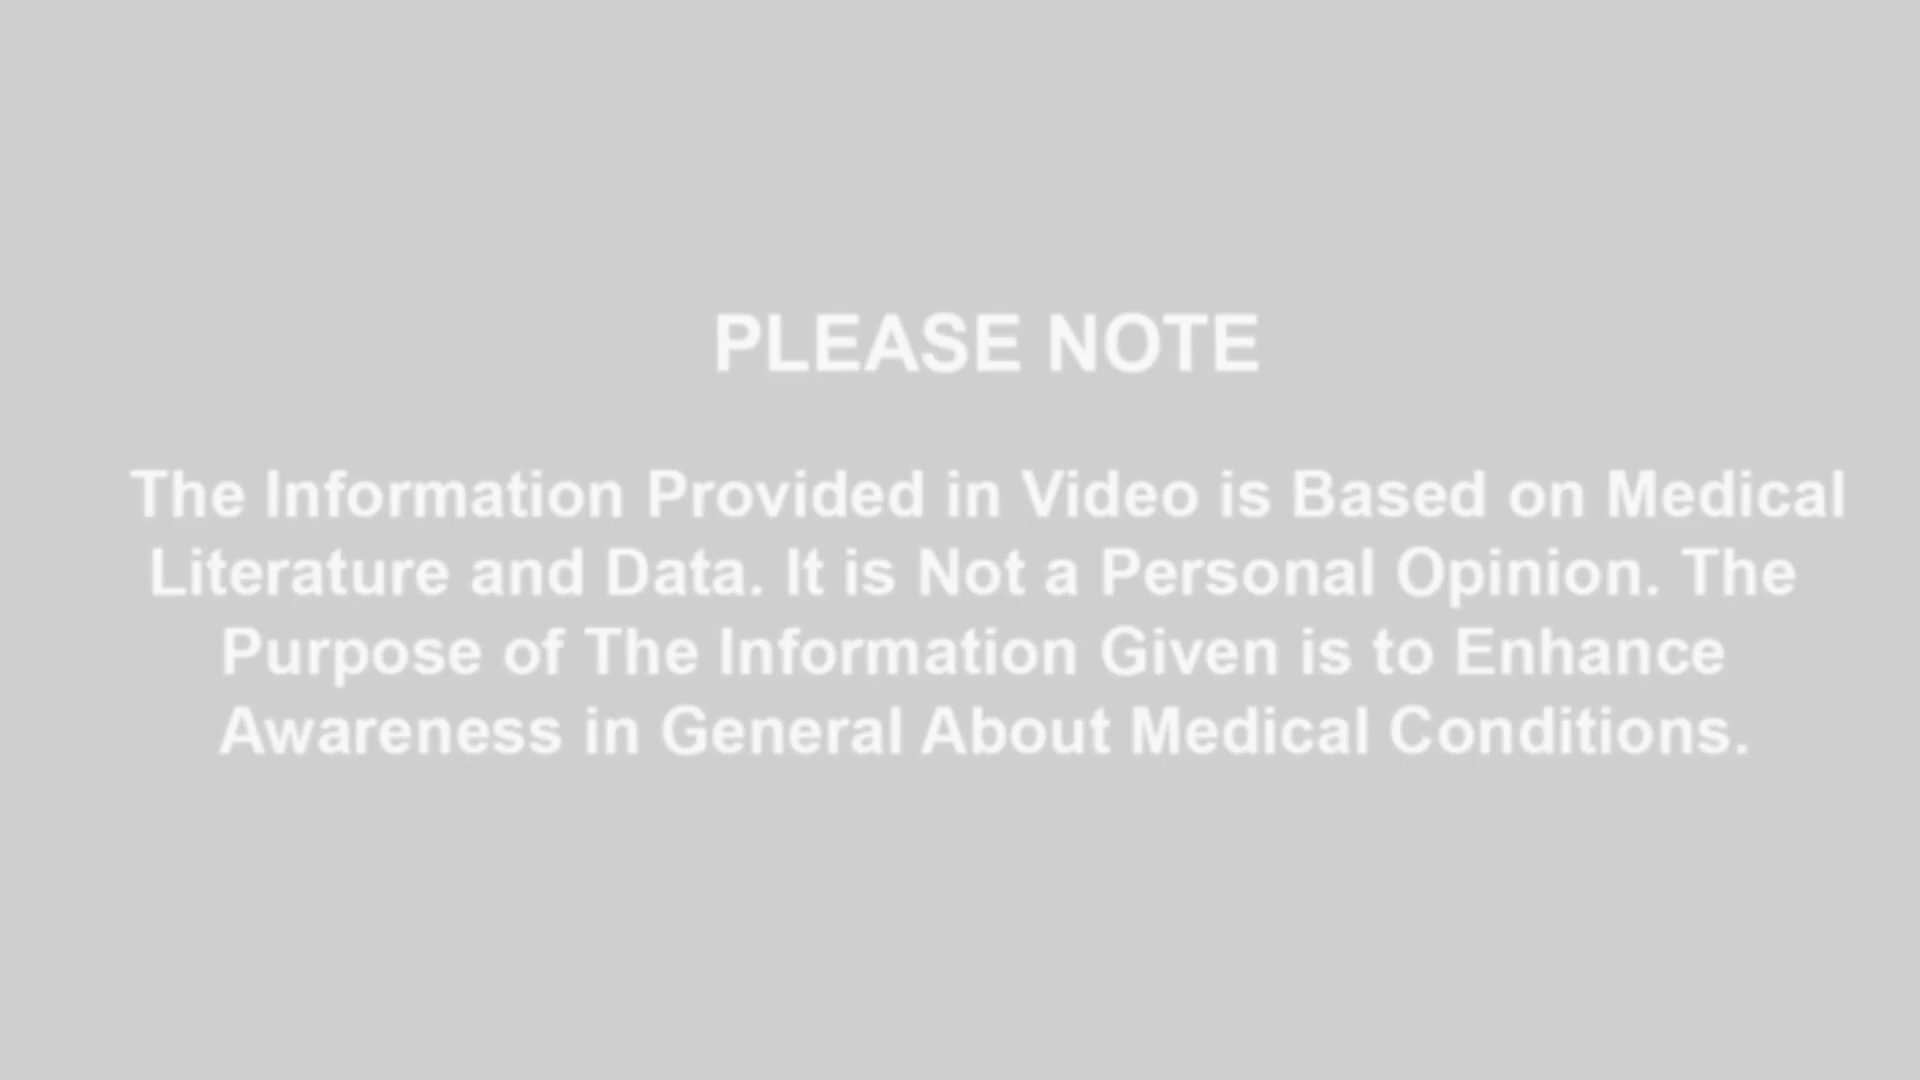 PLEASE NOTE
The Information Provided in Video is Based on Medical
Literature and Data. It is Not a Personal Opinion. The
Purpose of The Information Given is to Enhance
Awareness in General About Medical Conditions.